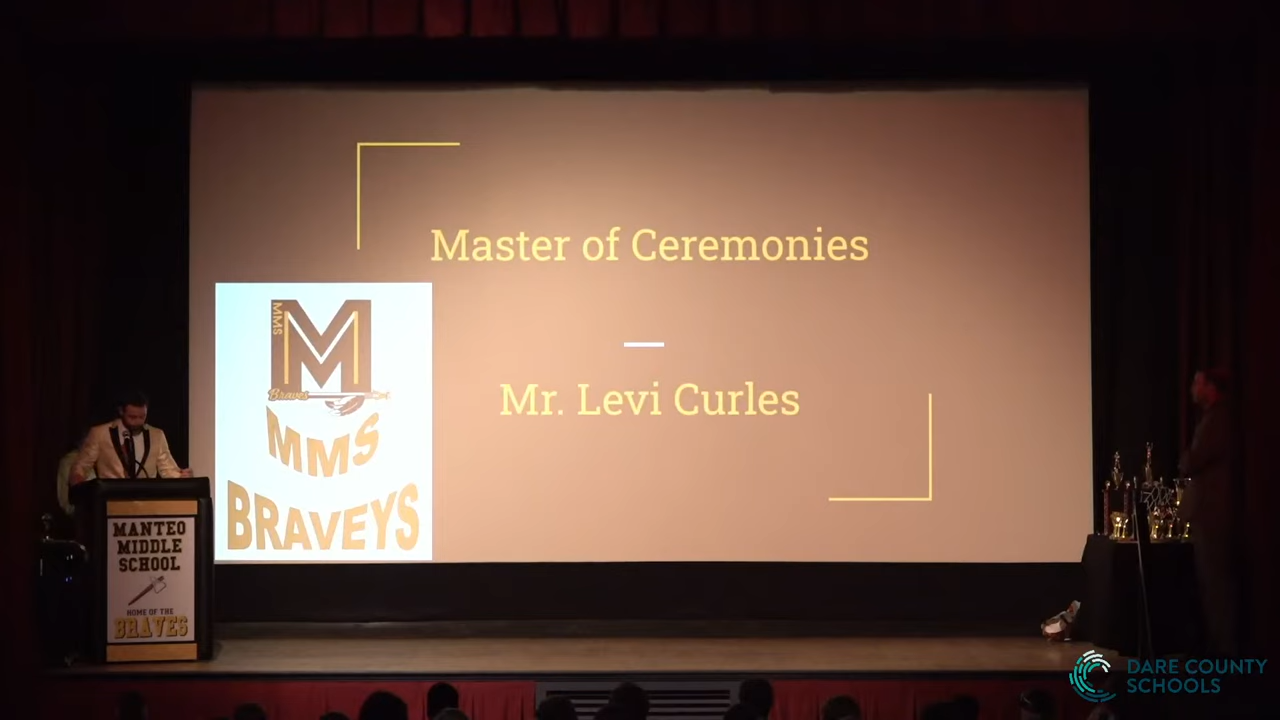 Master of Ceremonies
Mr. Levi Curles
MMS
M
Braves
MMS
BRAVEYS
MANTEO
MIDDLE
SCHOOL
HOME OF THE
BRAVES
DARE COUNTY
SCHOOLS